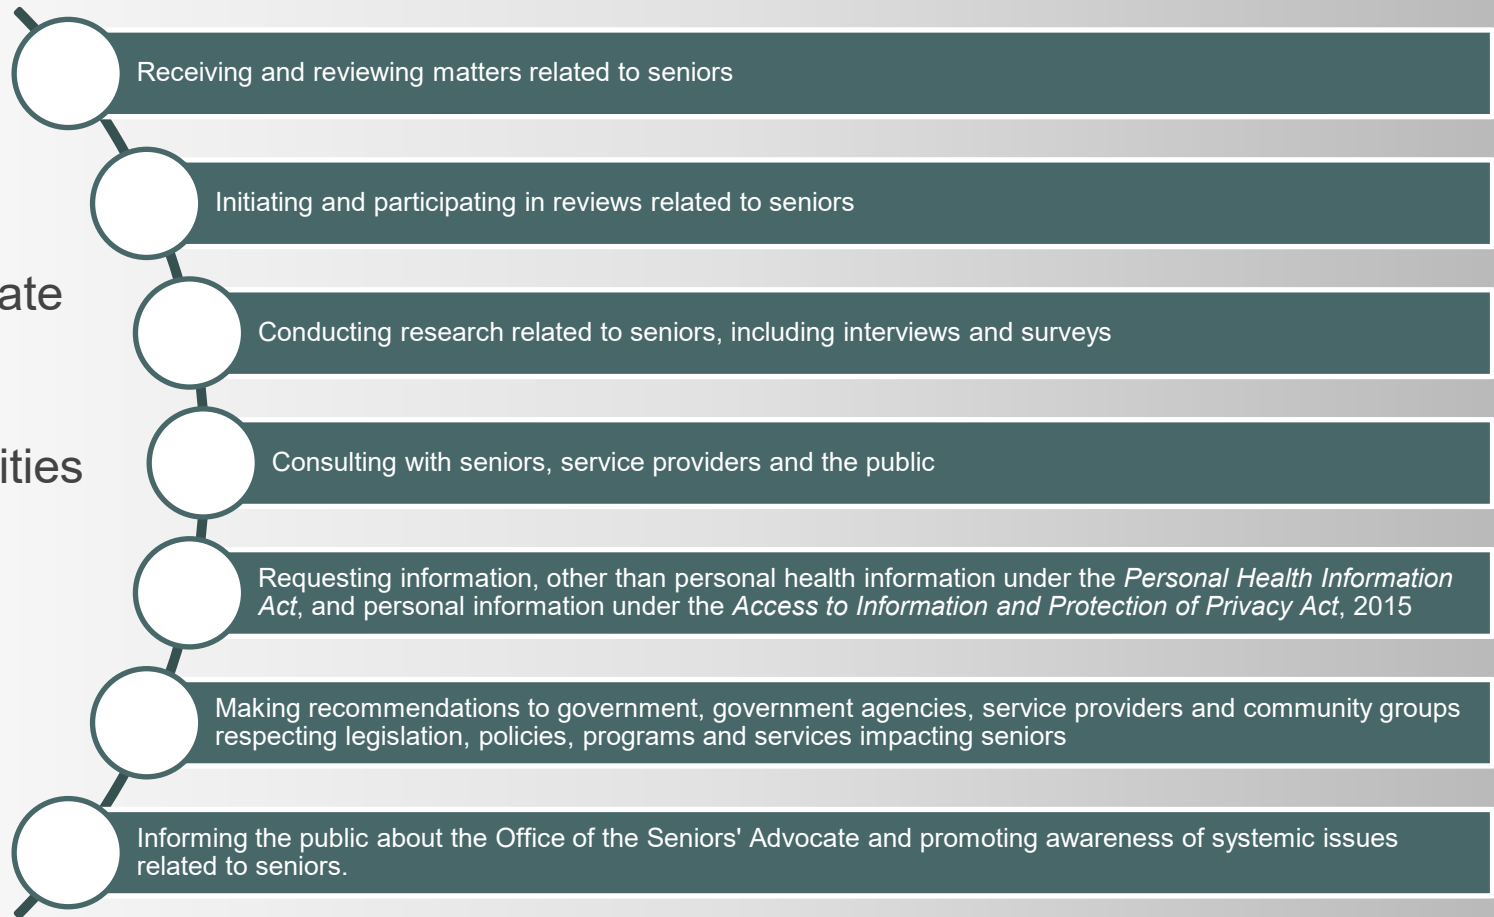 Receiving and reviewing matters related to seniors
Initiating and participating in reviews related to seniors
ate
Conducting research related to seniors, including interviews and surveys
ities
Consulting with seniors, service providers and the public
Requesting information, other than personal health information under the Personal Health Information
Act, and personal information under the Access to Information and Protection of Privacy Act, 2015
Making recommendations to government, government agencies, service providers and community groups
respecting legislation, policies, programs and services impacting seniors
Informing the public about the Office of the Seniors' Advocate and promoting awareness of systemic issues
related to seniors.